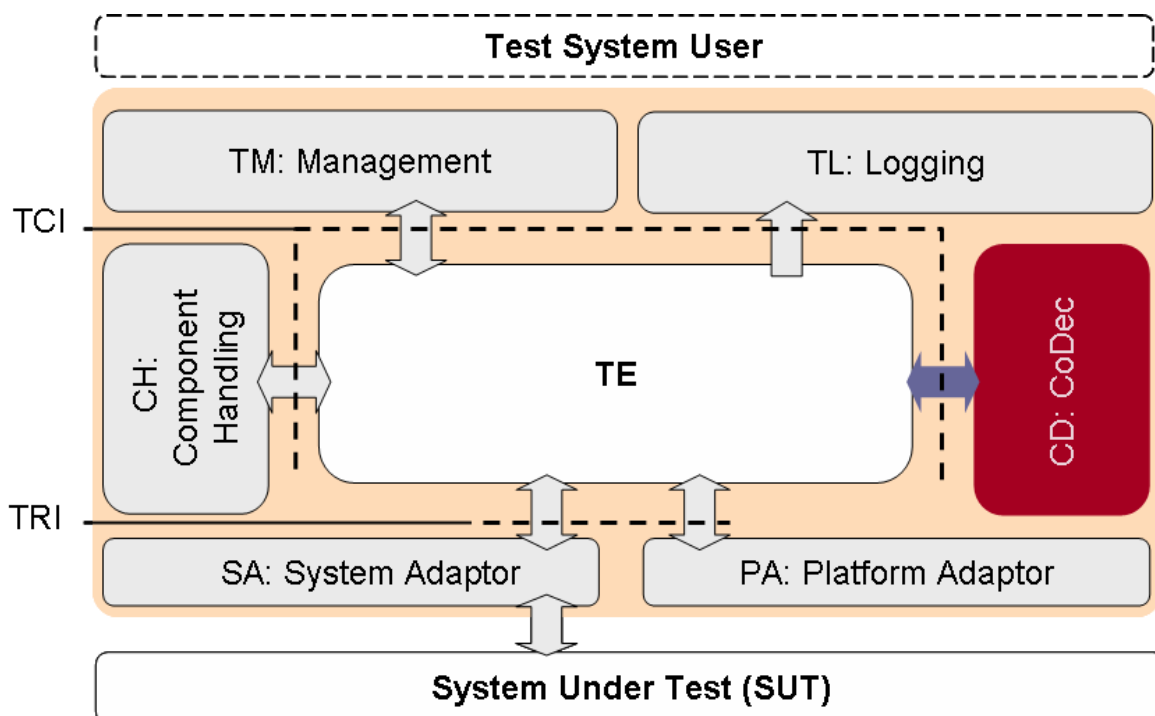 Test System User
TM: Management
TL: Logging
TCI
CH:
Component
Handling
TE
CD: CoDec
TRI
SA: System Adaptor
PA: Platform Adaptor
System Under Test (SUT)